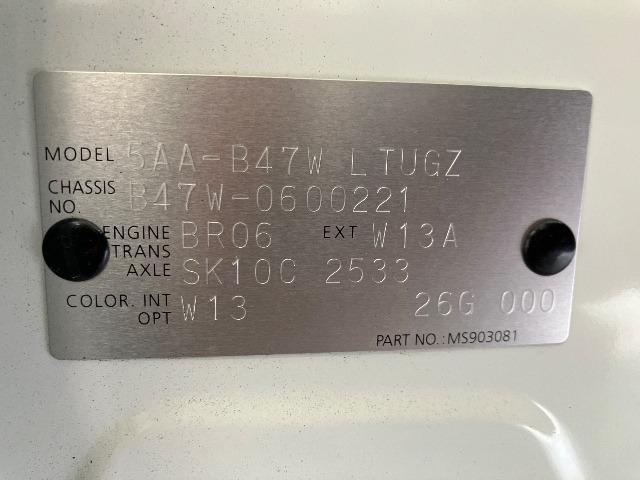 MODEL 5AA-B47W LTUGZ
CHASSIS NO. B47W-0600221
ENGINE BR06 EXT W13A
TRANS AXLE SK10C 2533
COLOR. INT W13 26G 000
OPT
PART NO.: MS903081